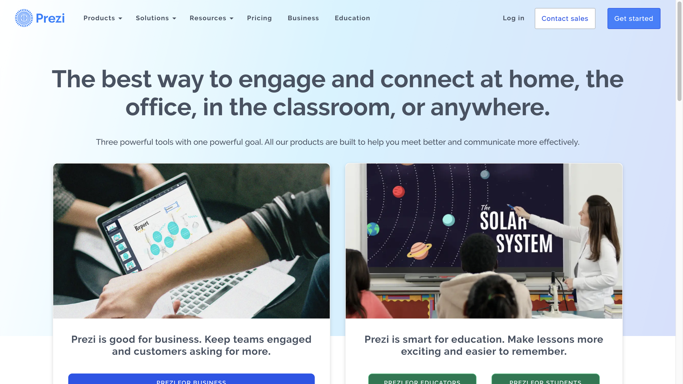 Prezi
Products
Solutions
Resources
Pricing
Business
Education
Log in
Contact sales
Get started
The best way to engage and connect at home, the
office, in the classroom, or anywhere.
Three powerful tools with one powerful goal. All our products are built to help you meet better and communicate more effectively.
Report
The
SOLAR
SYSTEM
Prezi is good for business. Keep teams engaged
and customers asking for more.
Prezi is smart for education. Make lessons more
exciting and easier to remember.
PREZI FOR BUSINESS
PREZI FOR EDUCATORS
PREZI FOR STUDENTS